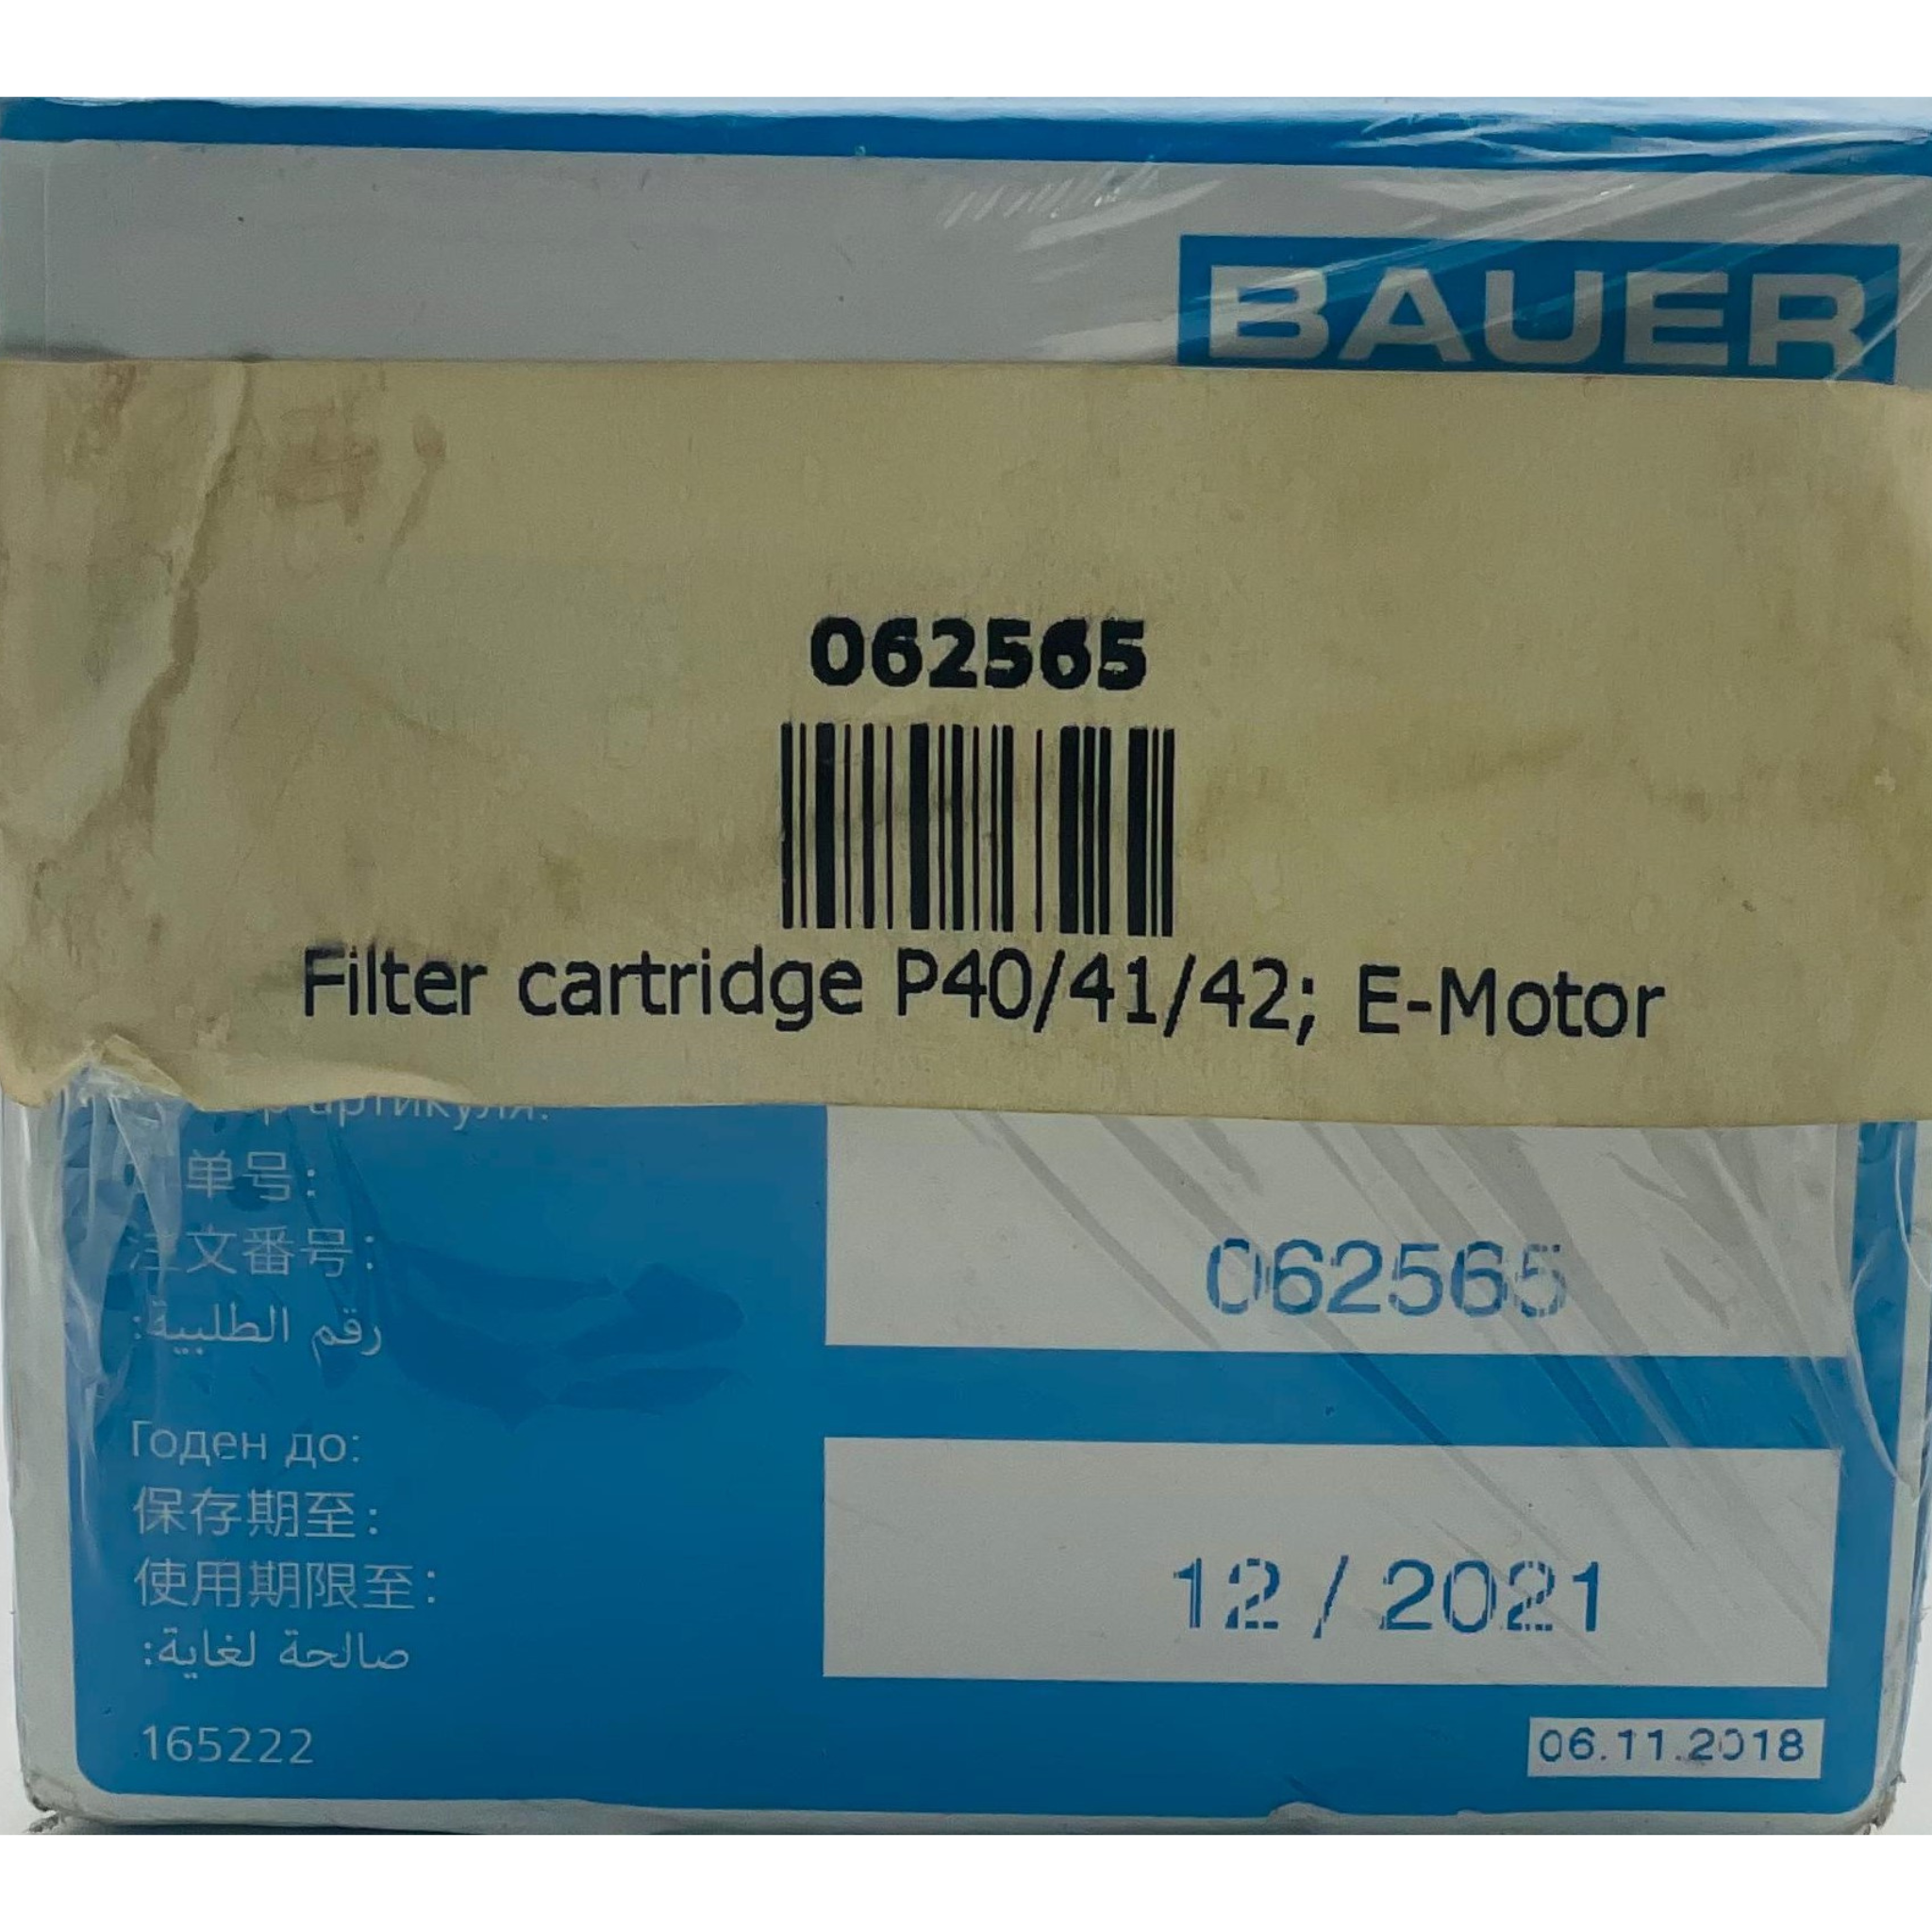 BAUER
062565
Filter cartridge P40/41/42; E-Motor
артикула:
单号:
注文番号:
رقم الطلبية:
062565
Годен до:
保存期至:
使用期限至:
صالحة لغاية:
12 / 2021
165222
06.11.2018